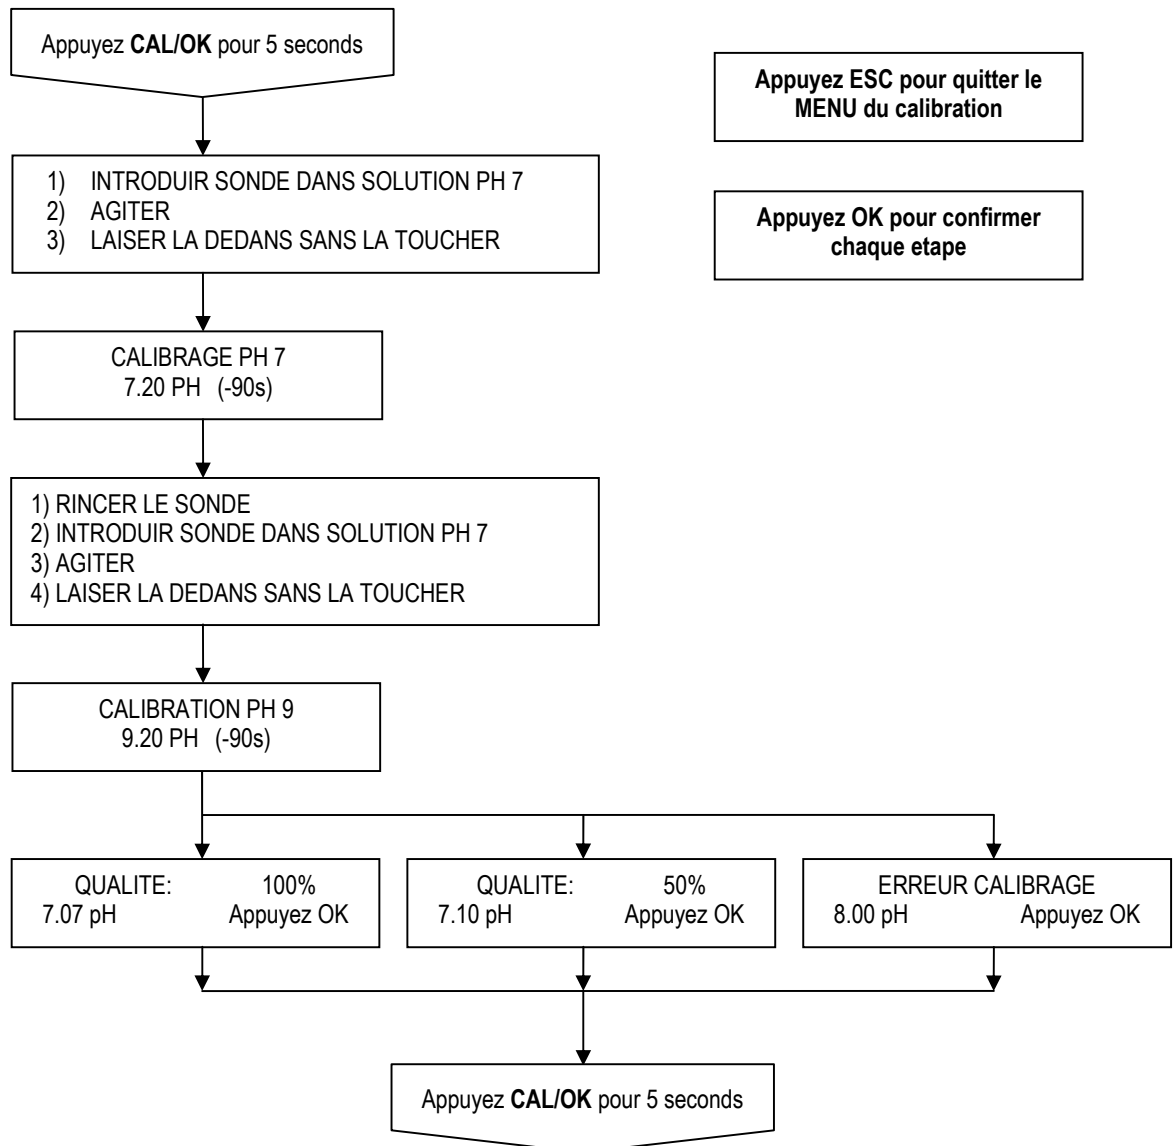 Appuyez CAL/OK pour 5 seconds
Appuyez ESC pour quitter le
MENU du calibration
1) INTRODUIR SONDE DANS SOLUTION PH 7
2) AGITER
3) LAISER LA DEDANS SANS LA TOUCHER
Appuyez OK pour confirmer
chaque etape
CALIBRAGE PH 7
7.20 PH (-90s)
1) RINCER LE SONDE
2) INTRODUIR SONDE DANS SOLUTION PH 7
3) AGITER
4) LAISER LA DEDANS SANS LA TOUCHER
CALIBRATION PH 9
9.20 PH (-90s)
QUALITE: 100%
7.07 pH Appuyez OK
QUALITE: 50%
7.10 pH Appuyez OK
ERREUR CALIBRAGE
8.00 pH Appuyez OK
Appuyez CAL/OK pour 5 seconds